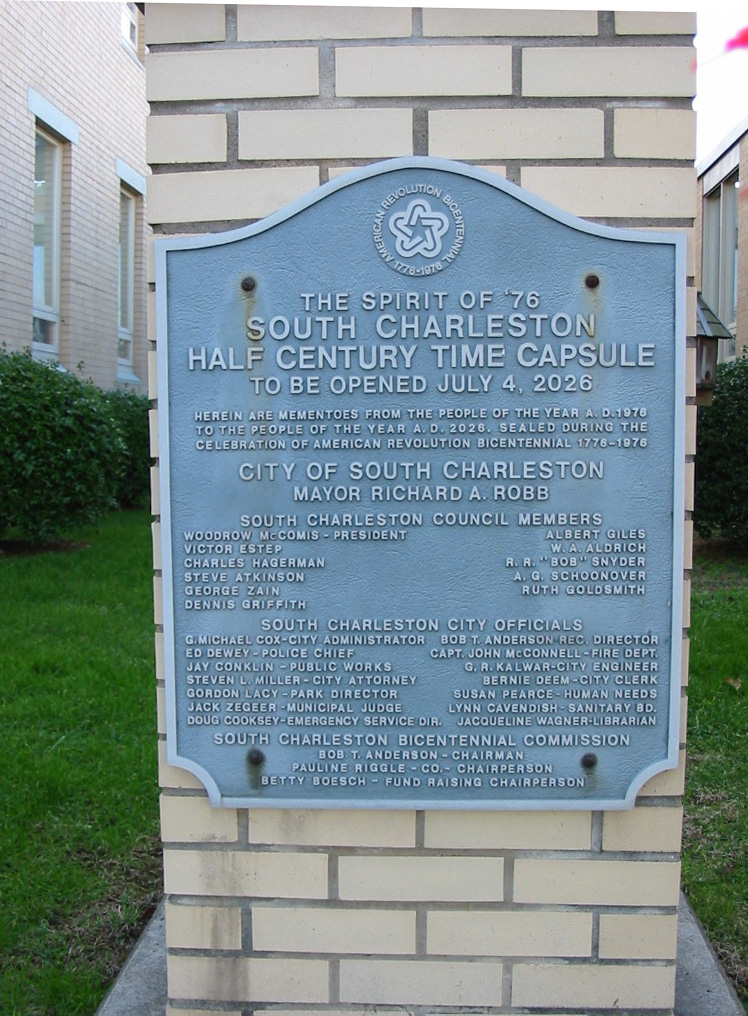 AMERICAN REVOLUTION BICENTENNIAL
1776-1976
THE SPIRIT OF '76
SOUTH CHARLESTON
HALF CENTURY TIME CAPSULE
TO BE OPENED JULY 4, 2026
HEREIN ARE MEMENTOES FROM THE PEOPLE OF THE YEAR A.D.1976
TO THE PEOPLE OF THE YEAR A.D. 2026. SEALED DURING THE
CELEBRATION OF AMERICAN REVOLUTION BICENTENNIAL 1776-1976
CITY OF SOUTH CHARLESTON
MAYOR RICHARD A. ROBB
SOUTH CHARLESTON COUNCIL MEMBERS
WOODROW McCOMIS - PRESIDENT ALBERT GILES
VICTOR ESTEP W. A. ALDRICH
CHARLES HAGERMAN R. R. "BOB" SNYDER
STEVE ATKINSON A. G. SCHOONOVER
GEORGE ZAIN RUTH GOLDSMITH
DENNIS GRIFFITH
SOUTH CHARLESTON CITY OFFICIALS
G.MICHAEL COX-CITY ADMINISTRATOR BOB T. ANDERSON-REC. DIRECTOR
ED DEWEY-POLICE CHIEF CAPT. JOHN McCONNELL-FIRE DEPT.
JAY CONKLIN-PUBLIC WORKS G.R.KALWAR-CITY ENGINEER
STEVEN L. MILLER-CITY ATTORNEY BERNIE DEEM-CITY CLERK
GORDON LACY-PARK DIRECTOR SUSAN PEARCE-HUMAN NEEDS
JACK ZEGEER-MUNICIPAL JUDGE LYNN CAVENDISH-SANITARY BD.
DOUG COOKSEY-EMERGENCY SERVICE DIR. JACQUELINE WAGNER-LIBRARIAN
SOUTH CHARLESTON BICENTENNIAL COMMISSION
BOB T. ANDERSON - CHAIRMAN
PAULINE RIGGLE - CO.- CHAIRPERSON
BETTY BOESCH - FUND RAISING CHAIRPERSON